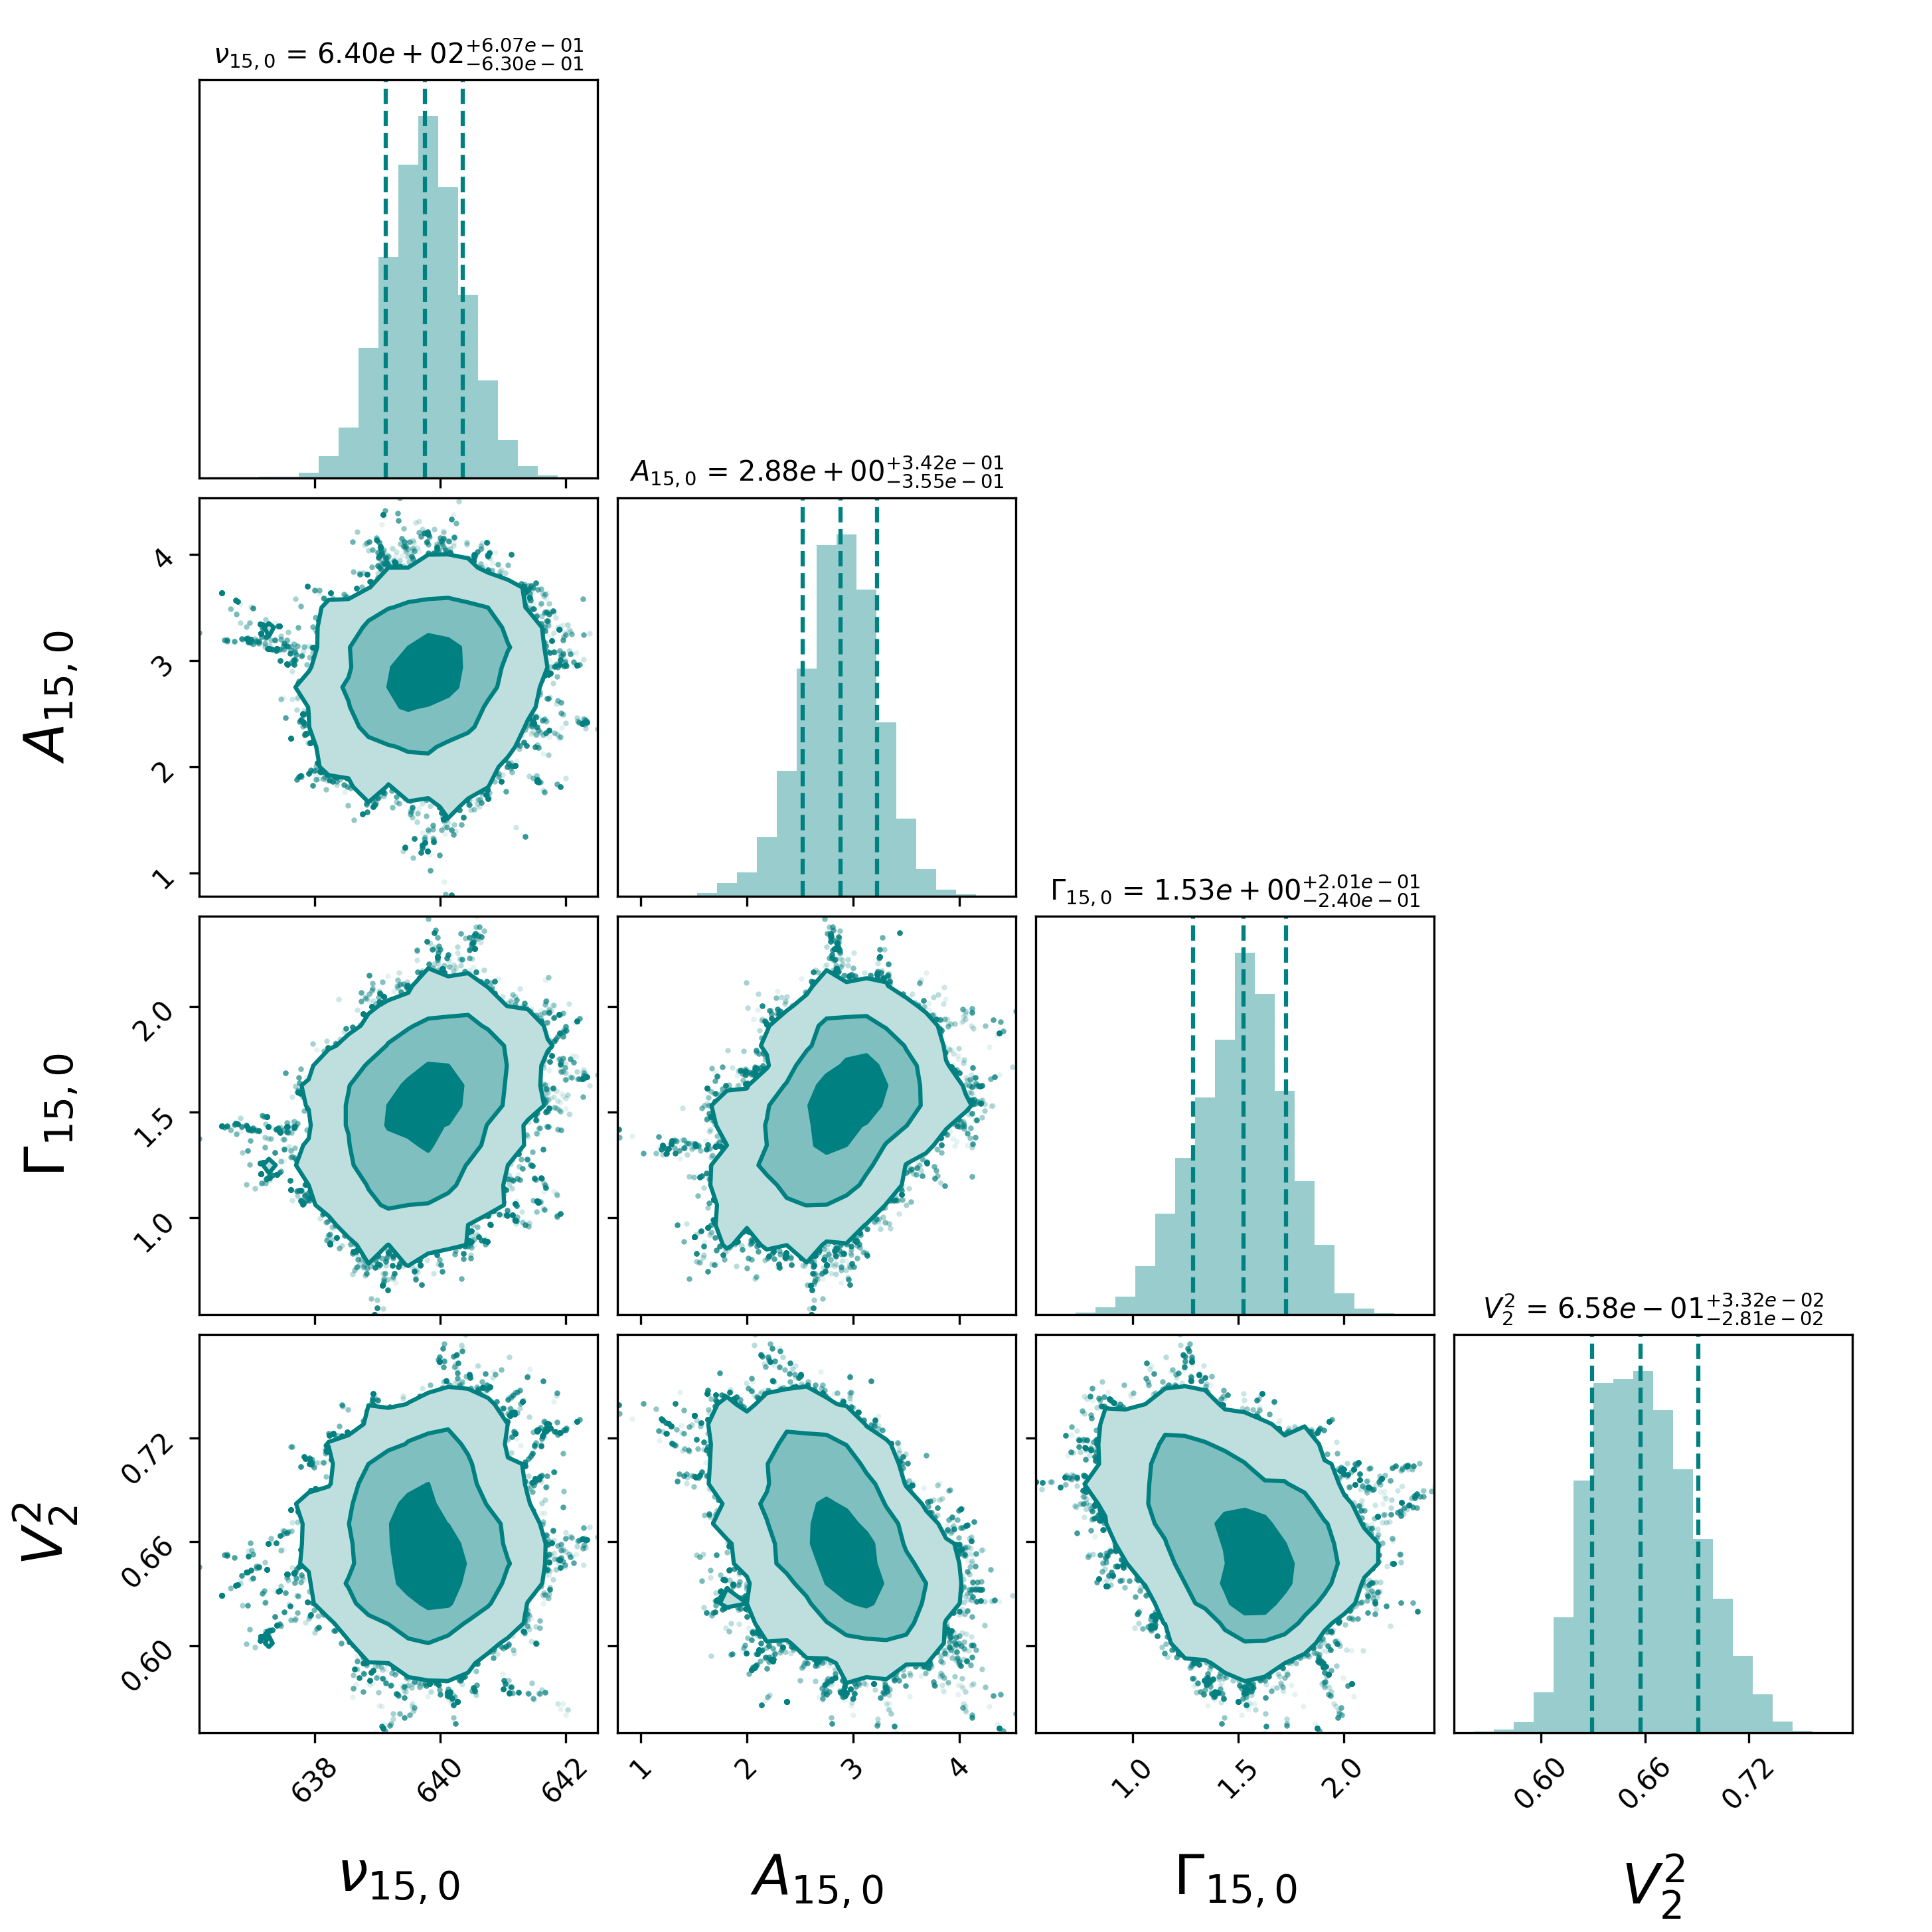 ν₁₅,₀ = 6.40e + 02 +6.07e − 01 −6.30e − 01
A₁₅,₀ = 2.88e + 00 +3.42e − 01 −3.55e − 01
4
3
2
1
A₁₅,₀
Γ₁₅,₀ = 1.53e + 00 +2.01e − 01 −2.40e − 01
2.0
1.5
1.0
Γ₁₅,₀
V₂² = 6.58e − 01 +3.32e − 02 −2.81e − 02
0.72
0.66
0.60
V₂²
638 640 642 1 2 3 4 1.0 1.5 2.0 0.60 0.66 0.72
ν₁₅,₀ A₁₅,₀ Γ₁₅,₀ V₂²